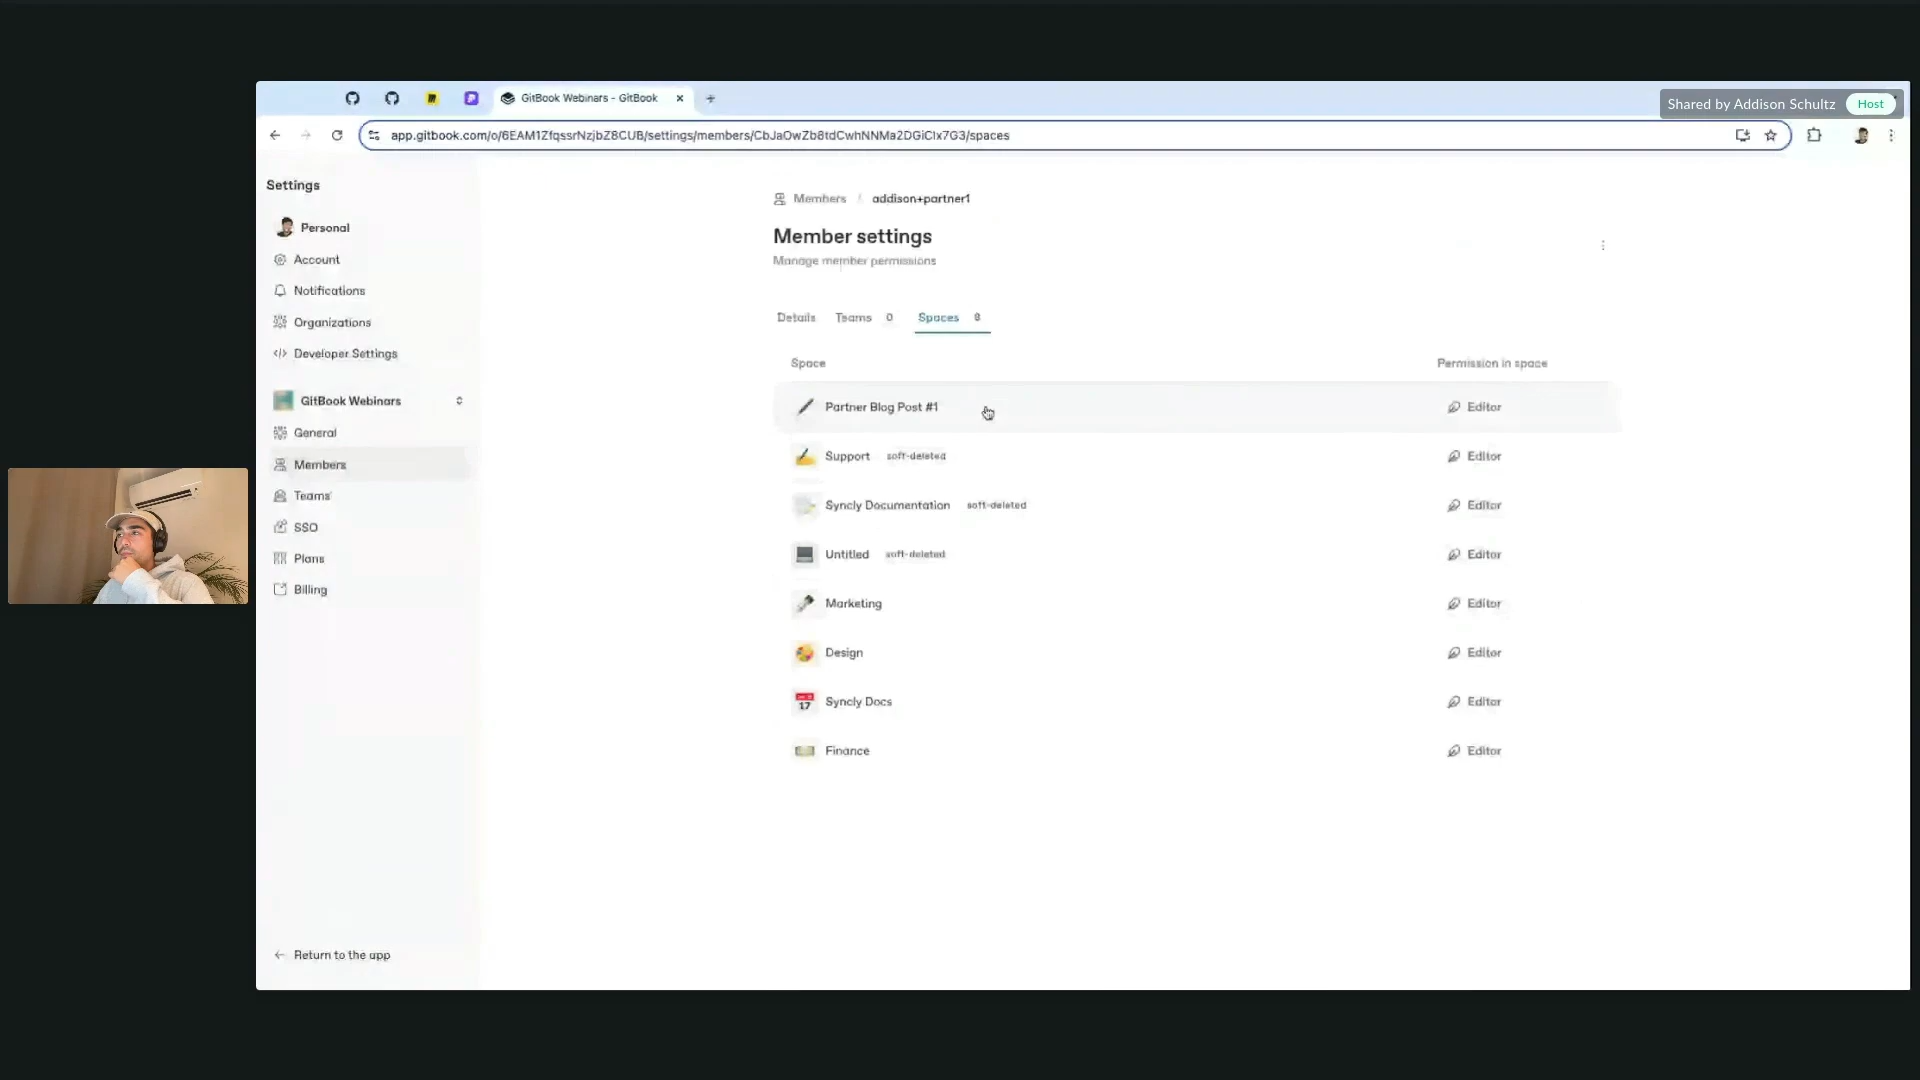 GitBook Webinars - GitBook
Shared by Addison Schultz Host
app.gitbook.com/o/6EAM1ZfqssrNzjbZ8CUB/settings/members/CbJaOwZb8tdCwhNNMa2DGiClx7G3/spaces
Settings
Personal
Account
Notifications
Organizations
Developer Settings
GitBook Webinars
General
Members
Teams
SSO
Plans
Billing
Return to the app
Members / addison+partner1
Member settings
Manage member permissions
Details Teams 0 Spaces 8
Space Permission in space
Partner Blog Post #1 Editor
Support soft-deleted Editor
Syncly Documentation soft-deleted Editor
Untitled soft-deleted Editor
Marketing Editor
Design Editor
17 Syncly Docs Editor
Finance Editor